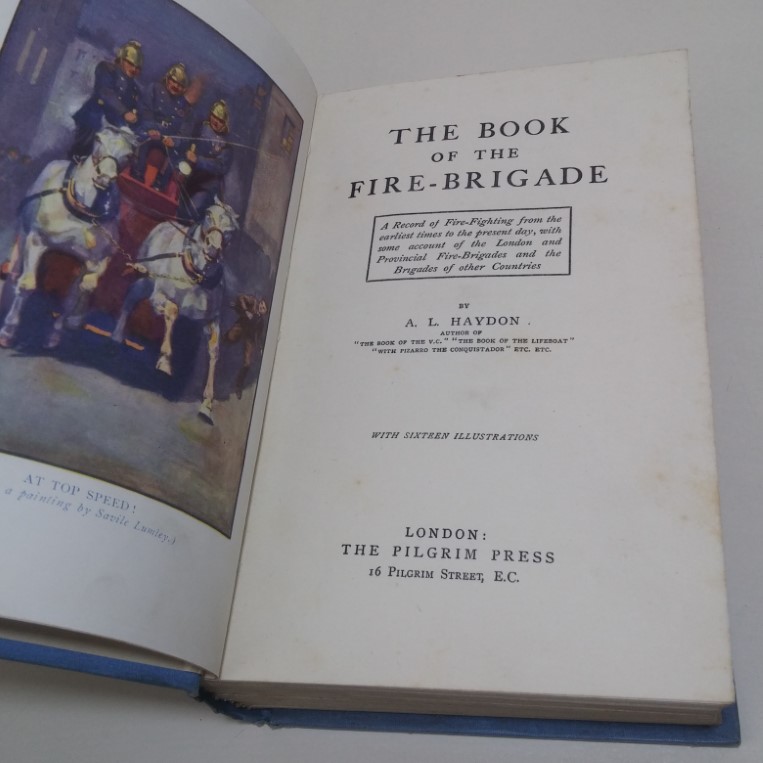 AT TOP SPEED!
a painting by Savile Lumley.)
THE BOOK
OF THE
FIRE-BRIGADE
A Record of Fire-Fighting from the
earliest times to the present day, with
some account of the London and
Provincial Fire-Brigades and the
Brigades of other Countries
BY
A. L. HAYDON
AUTHOR OF
"THE BOOK OF THE V.C." "THE BOOK OF THE LIFEBOAT"
"WITH PIZARRO THE CONQUISTADOR" ETC. ETC.
WITH SIXTEEN ILLUSTRATIONS
LONDON:
THE PILGRIM PRESS
16 PILGRIM STREET, E.C.